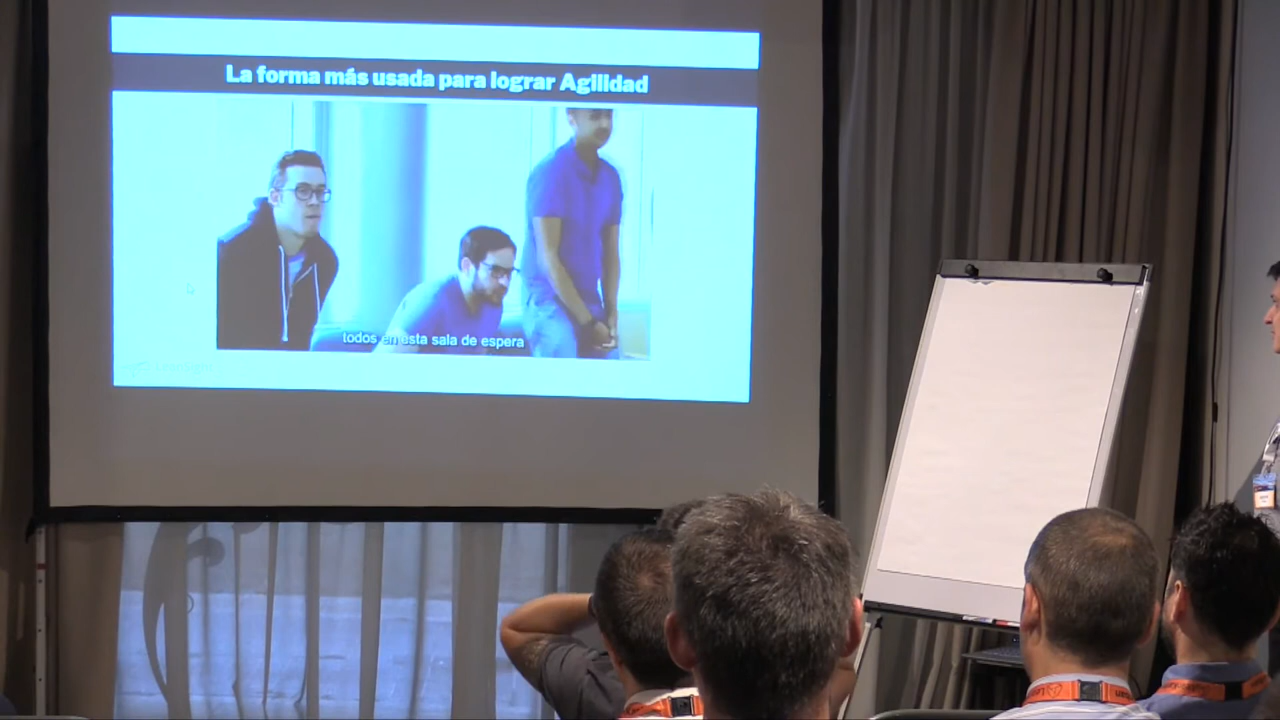 La forma más usada para lograr Agilidad
todos en esta sala de espera